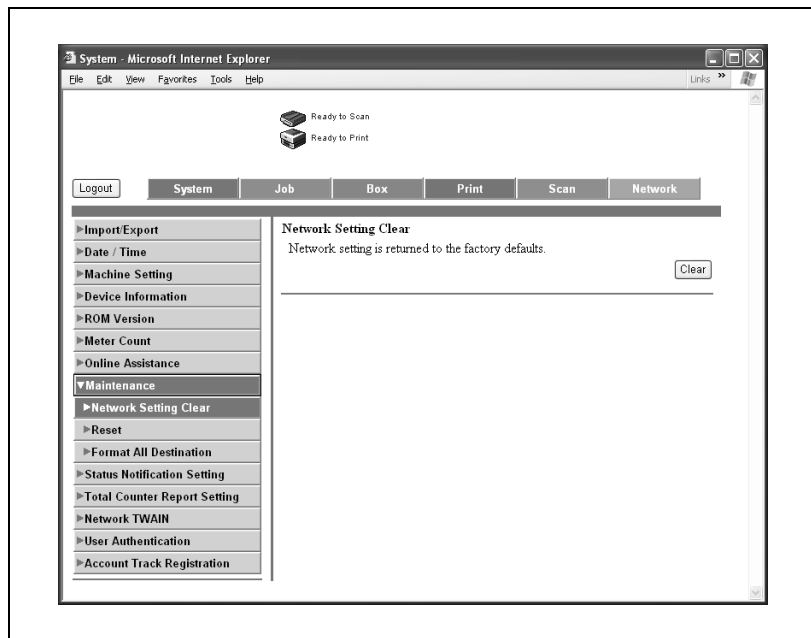 System - Microsoft Internet Explorer
File Edit View Favorites Tools Help
Links »
Ready to Scan
Ready to Print
Logout
System Job Box Print Scan Network
Import/Export
Date / Time
Machine Setting
Device Information
ROM Version
Meter Count
Online Assistance
Maintenance
Network Setting Clear
Reset
Format All Destination
Status Notification Setting
Total Counter Report Setting
Network TWAIN
User Authentication
Account Track Registration
Network Setting Clear
Network setting is returned to the factory defaults.
Clear